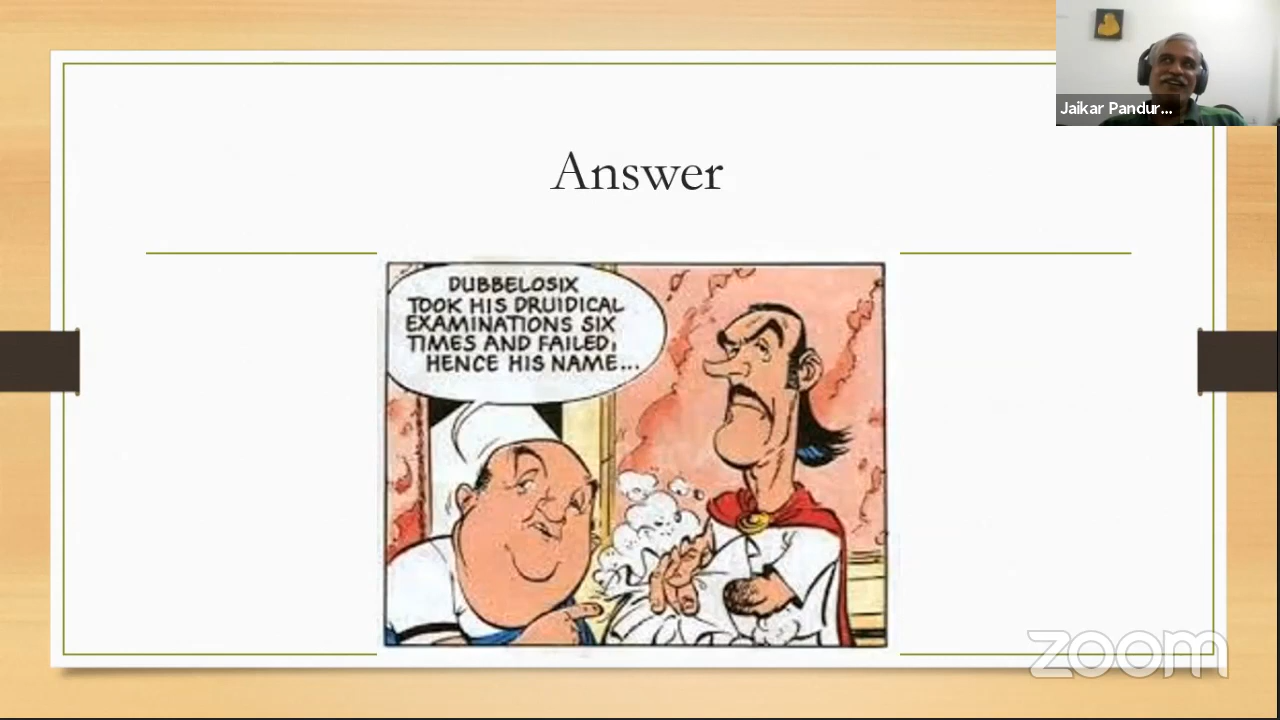 Jaikar Pandur...
Answer
DUBBELOSIX
TOOK HIS DRUIDICAL
EXAMINATIONS SIX
TIMES AND FAILED,
HENCE HIS NAME...
zoom